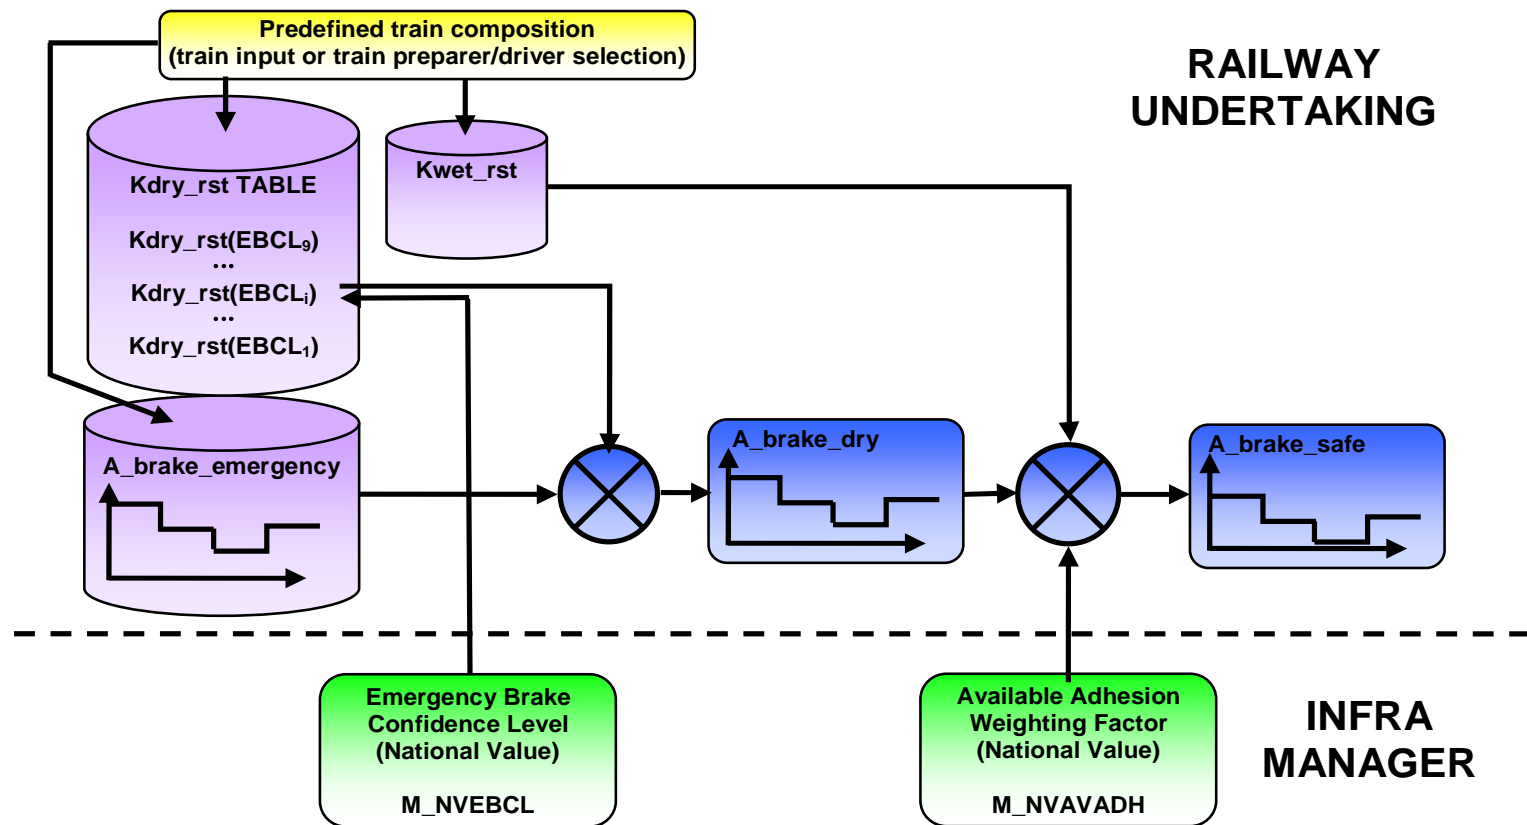 Predefined train composition
(train input or train preparer/driver selection)
RAILWAY
UNDERTAKING
Kdry_rst TABLE
Kdry_rst(EBCL₉)
...
Kdry_rst(EBCLᵢ)
...
Kdry_rst(EBCL₁)
Kwet_rst
A_brake_emergency
A_brake_dry
A_brake_safe
Emergency Brake
Confidence Level
(National Value)
M_NVEBCL
Available Adhesion
Weighting Factor
(National Value)
M_NVAVADH
INFRA
MANAGER